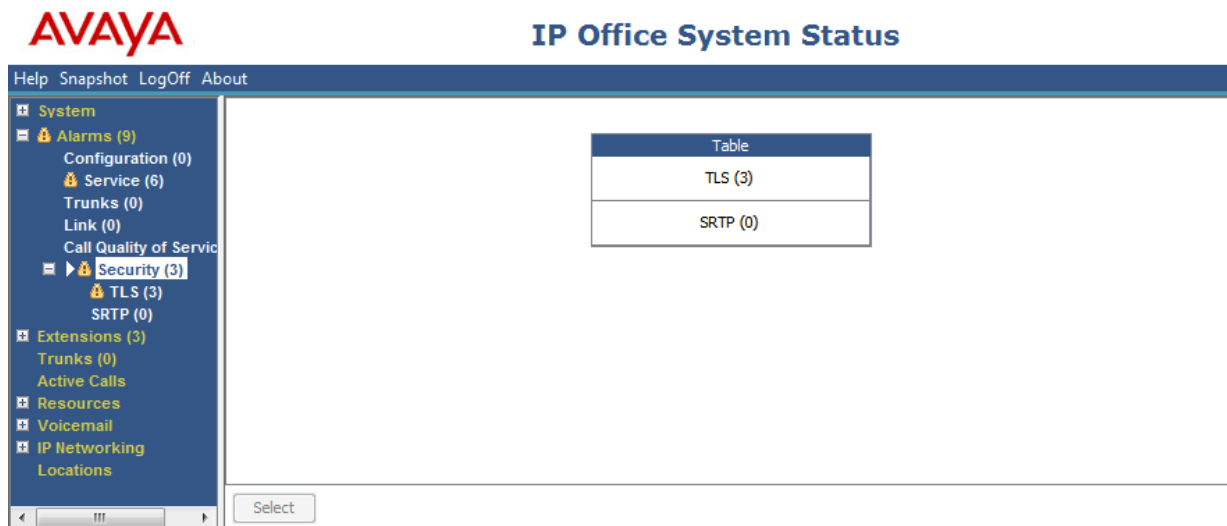 AVAYA
IP Office System Status
Help Snapshot LogOff About
System
Alarms (9)
Configuration (0)
Service (6)
Trunks (0)
Link (0)
Call Quality of Servic
Security (3)
TLS (3)
SRTP (0)
Extensions (3)
Trunks (0)
Active Calls
Resources
Voicemail
IP Networking
Locations
Table
TLS (3)
SRTP (0)
Select